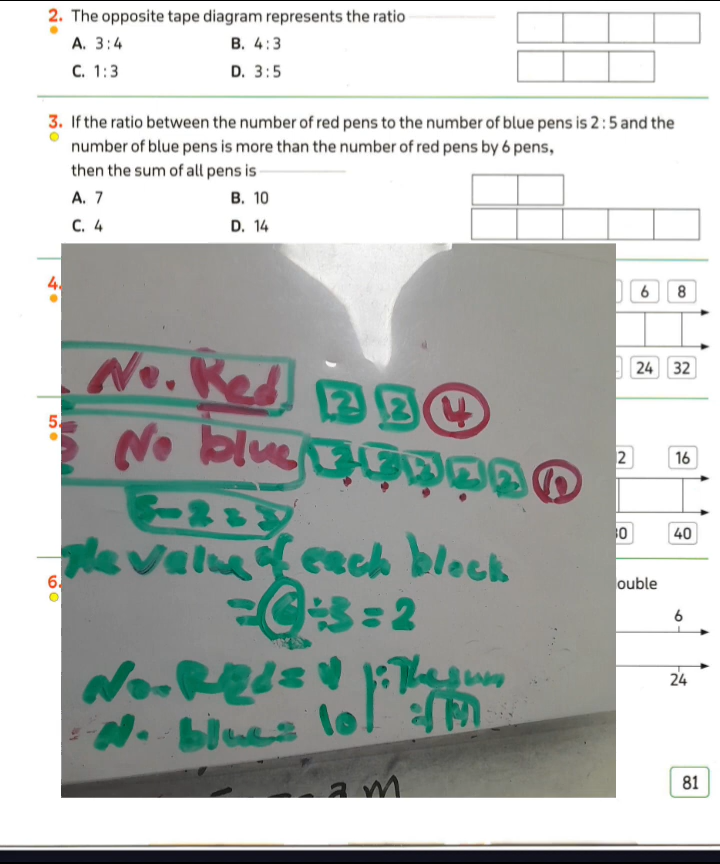 2. The opposite tape diagram represents the ratio
A. 3:4 B. 4:3
C. 1:3 D. 3:5
3. If the ratio between the number of red pens to the number of blue pens is 2:5 and the
number of blue pens is more than the number of red pens by 6 pens,
then the sum of all pens is
A. 7 B. 10
C. 4 D. 14
4. 6 8
24 32
No. Red 2 2 4
5. 2 16
No blue 2 2 2 2 2 10
5-2=3
40
The value of each block
6. ouble
=6÷3=2
6
24
No. Red = 4 ∴ The sum
No. blue = 10 = 14
81